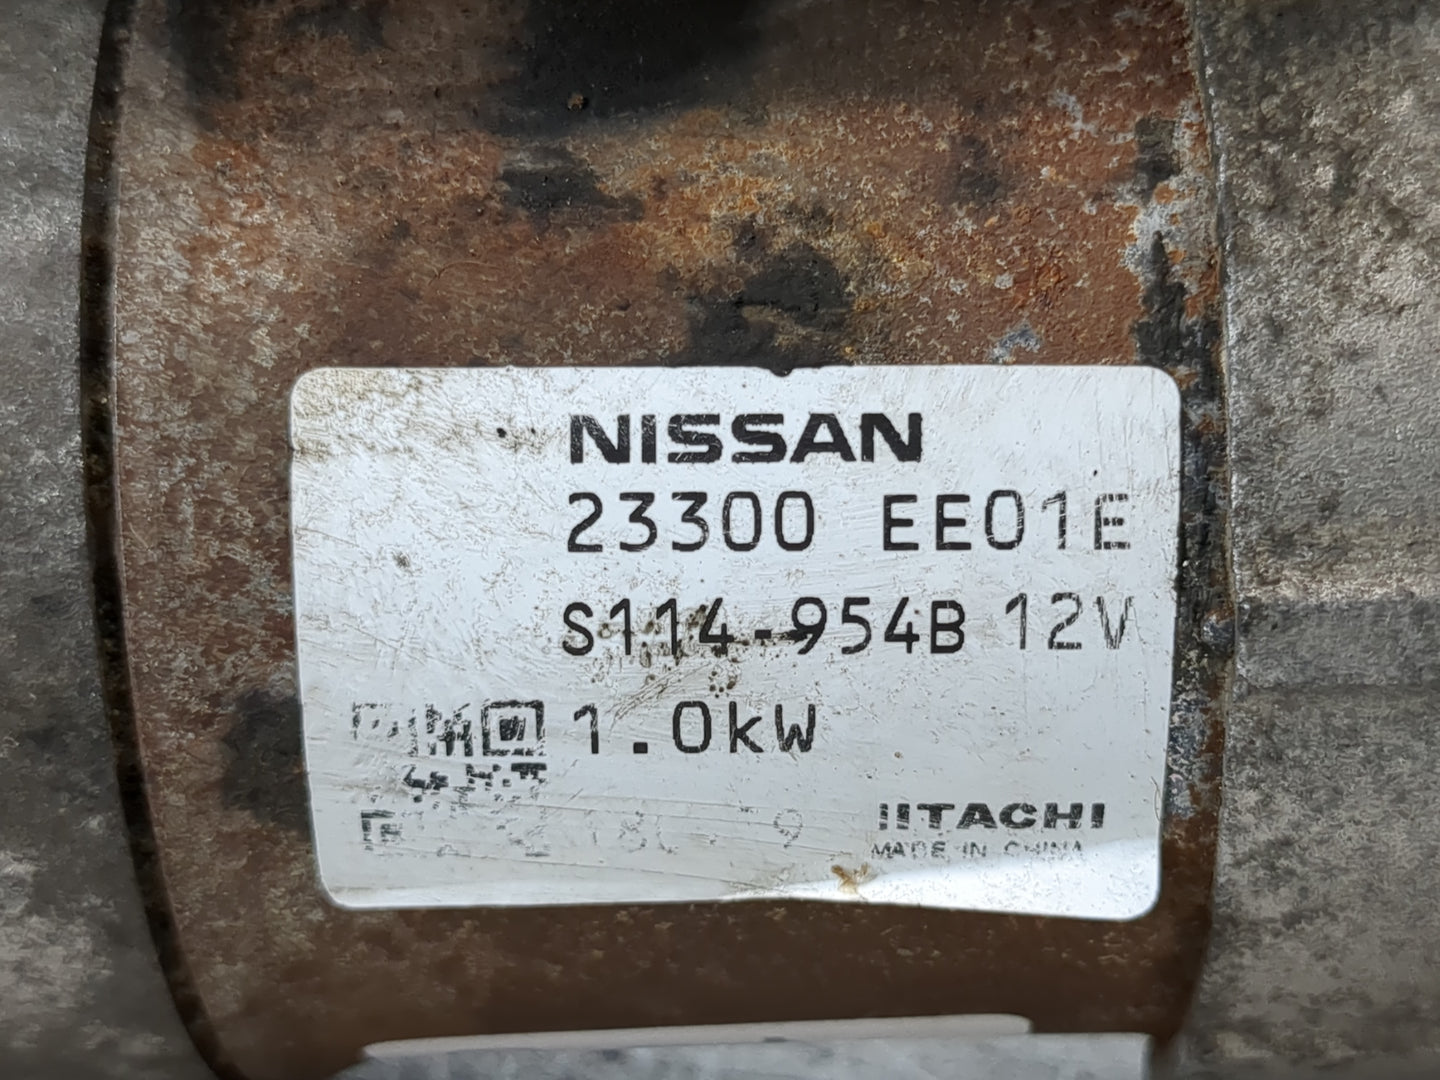 NISSAN
23300 EE01E
S114-954B 12V
1.0kW
HITACHI
MADE IN CHINA